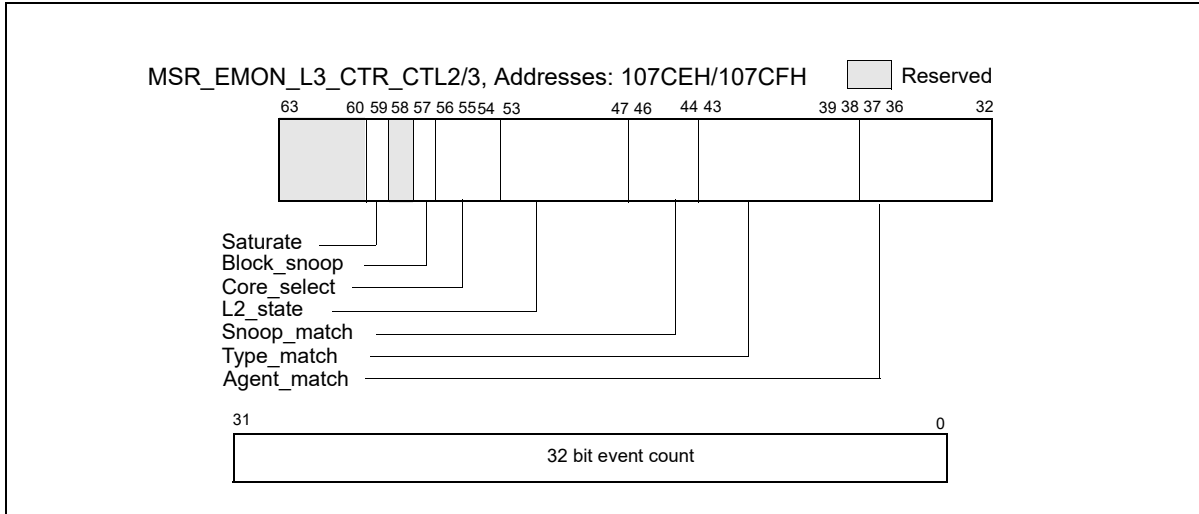 MSR_EMON_L3_CTR_CTL2/3, Addresses: 107CEH/107CFH Reserved
63 60 59 58 57 56 55 54 53 47 46 44 43 39 38 37 36 32
Saturate
Block_snoop
Core_select
L2_state
Snoop_match
Type_match
Agent_match
31 0
32 bit event count